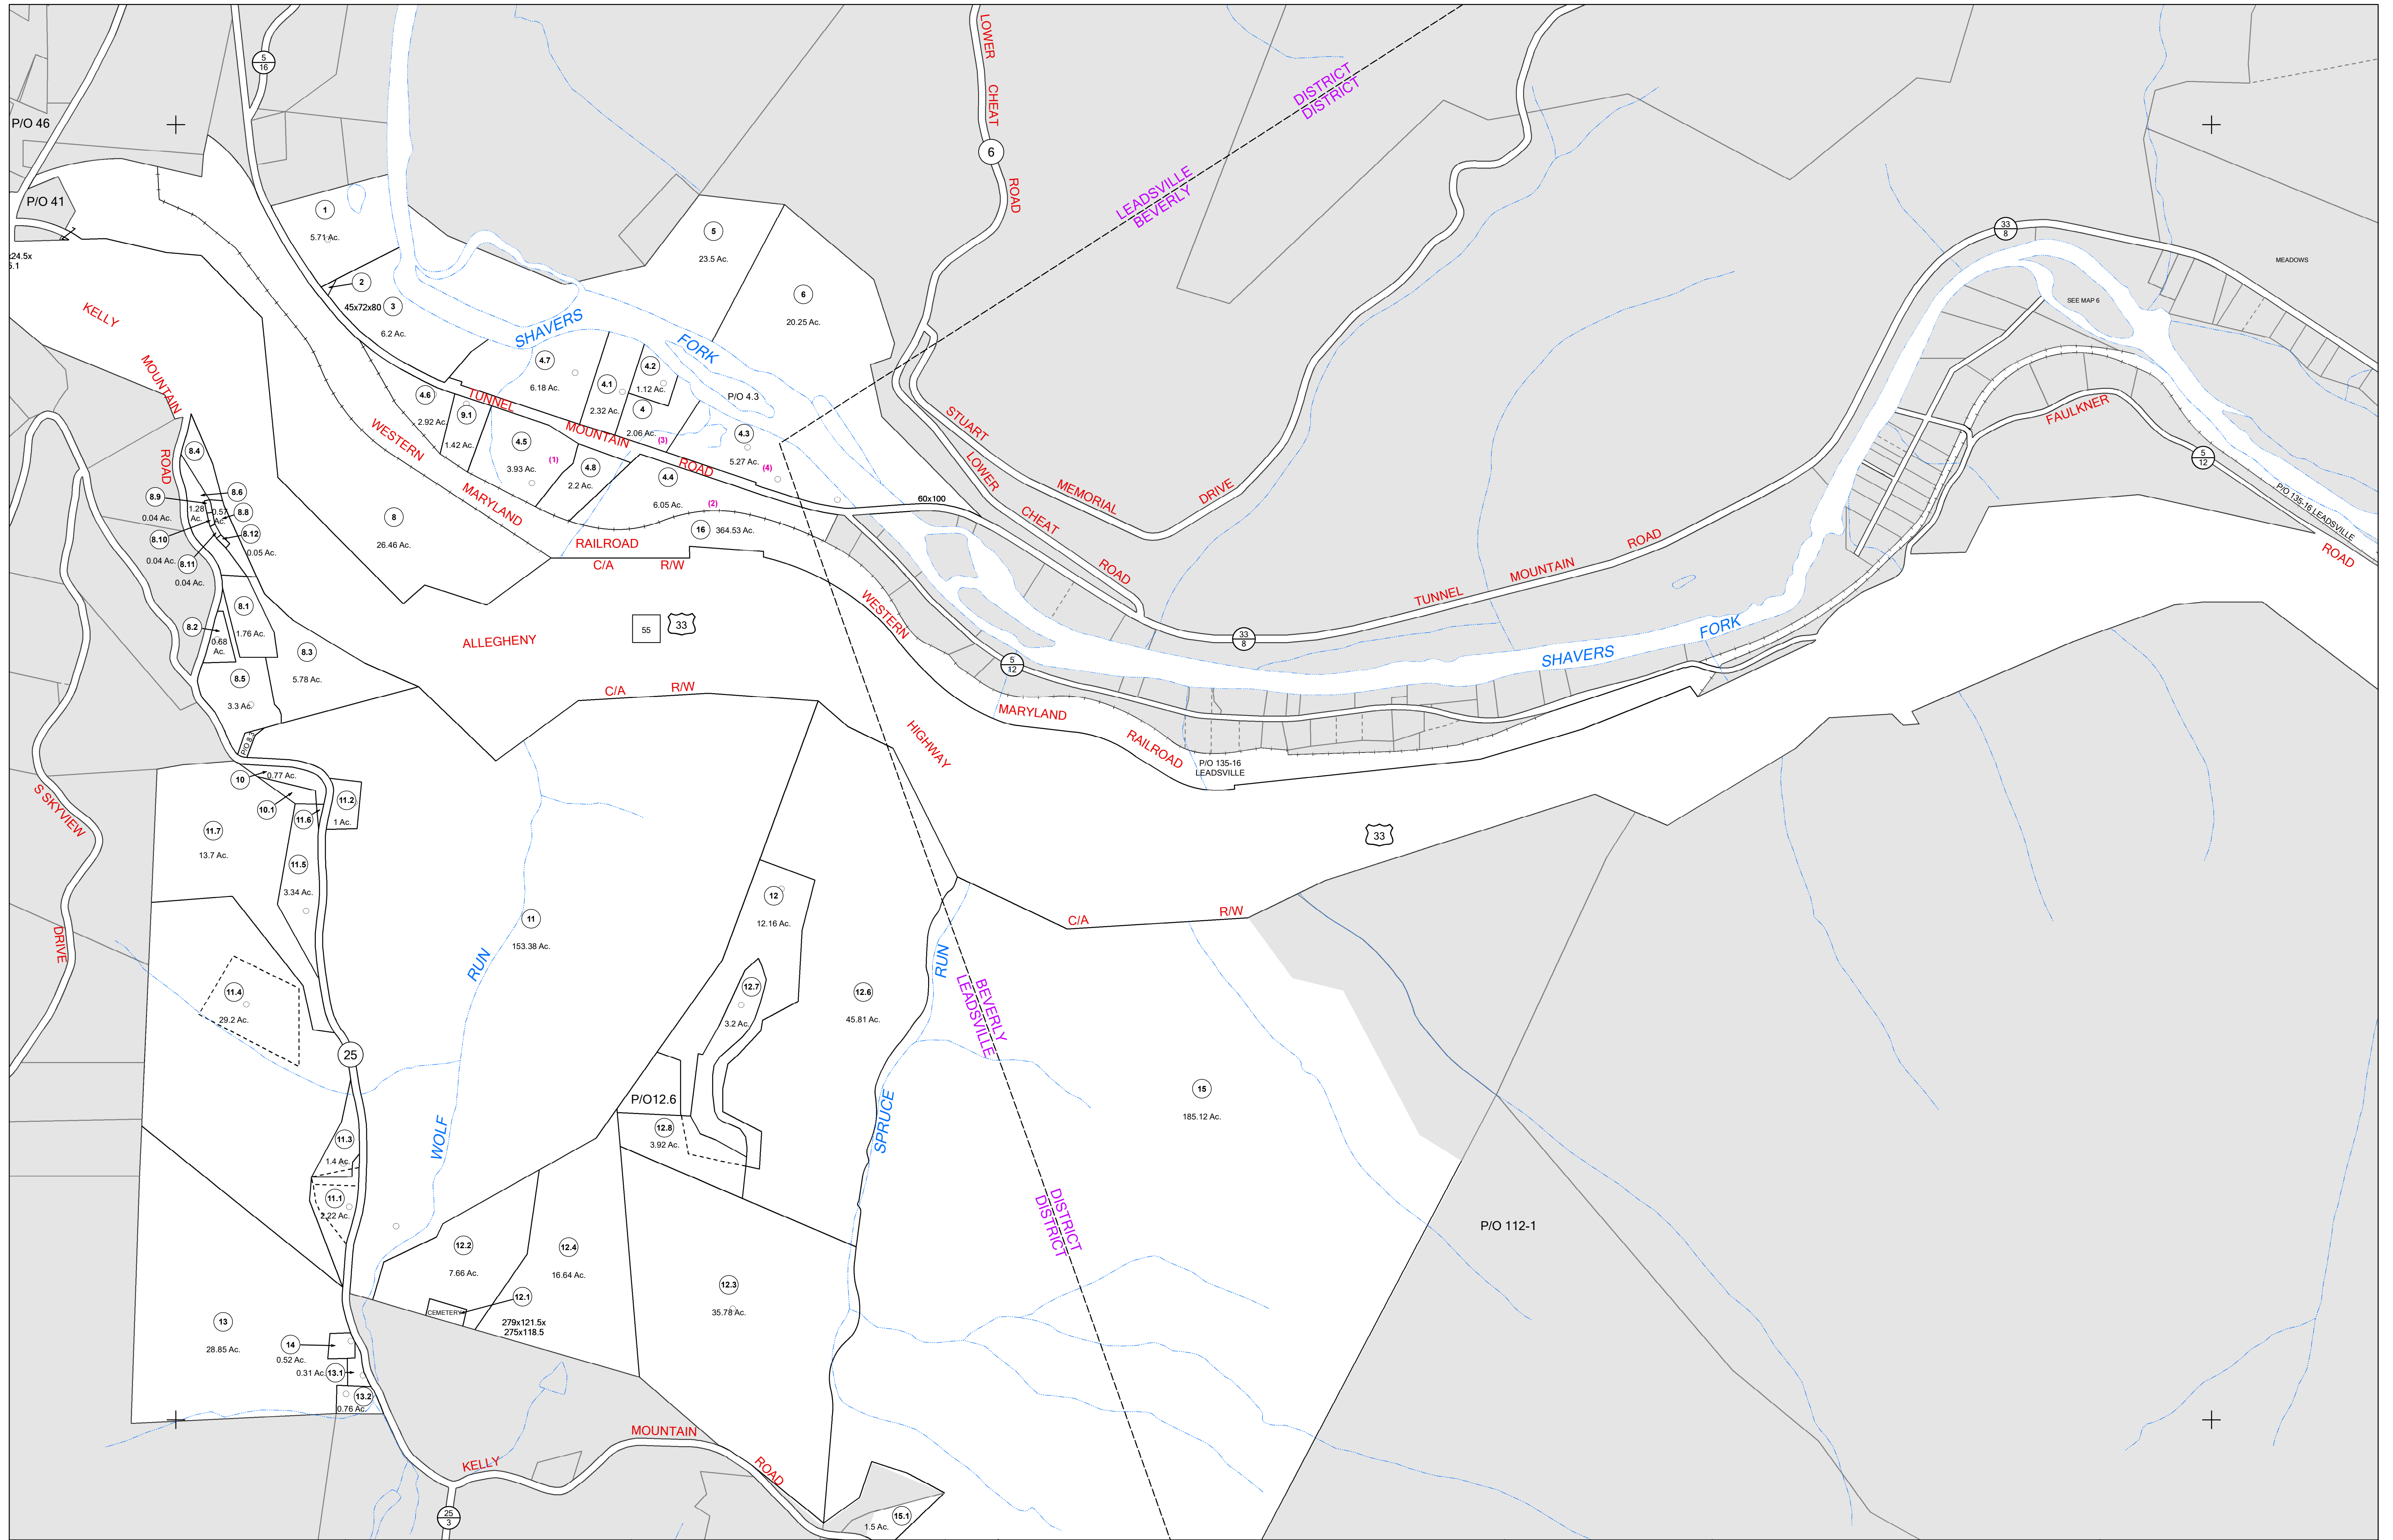 5
16
LOWER
CHEAT
6
ROAD
DISTRICT
DISTRICT
LEADSVILLE
BEVERLY
P/O 46
P/O 41
1
5.71 Ac.
2
45x72x80
3
6.2 Ac.
5
23.5 Ac.
6
20.25 Ac.
33
8
MEADOWS
SEE MAP 6
KELLY
MOUNTAIN
ROAD
SHAVERS
FORK
4.7
6.18 Ac.
4.1
2.32 Ac.
4.2
1.12 Ac.
4
2.06 Ac.
P/O 4.3
4.3
5.27 Ac.
(3)
(4)
4.6
2.92 Ac.
9.1
1.42 Ac.
TUNNEL
MOUNTAIN
ROAD
4.5
3.93 Ac.
(1)
4.8
2.2 Ac.
4.4
6.05 Ac.
(2)
16
364.53 Ac.
60x100
WESTERN
MARYLAND
RAILROAD
C/A
R/W
STUART
MEMORIAL
DRIVE
LOWER
CHEAT
ROAD
FAULKNER
5
12
P/O 135-16 LEADSVILLE
ROAD
8.4
8.9
0.04 Ac.
8.6
1.28
Ac.
0.57
Ac.
8.8
8.10
0.04 Ac.
8.12
0.05 Ac.
8.11
0.04 Ac.
8
26.46 Ac.
TUNNEL
MOUNTAIN
ROAD
33
8
FORK
SHAVERS
8.1
1.76 Ac.
8.2
0.68
Ac.
8.3
5.78 Ac.
8.5
3.3 Ac.
ALLEGHENY
55
33
C/A
R/W
WESTERN
5
12
MARYLAND
RAILROAD
P/O 135-16
LEADSVILLE
HIGHWAY
33
C/A
R/W
S SKYVIEW
DRIVE
10
0.77 Ac.
10.1
11.2
1 Ac.
11.6
11.7
13.7 Ac.
11.5
3.34 Ac.
11
153.38 Ac.
12
12.16 Ac.
RUN
WOLF
RUN
SPRUCE
11.4
29.2 Ac.
25
12.7
3.2 Ac.
12.6
45.81 Ac.
BEVERLY
LEADSVILLE
15
185.12 Ac.
P/O12.6
12.8
3.92 Ac.
11.3
1.4 Ac.
11.1
2.22 Ac.
DISTRICT
DISTRICT
P/O 112-1
12.2
7.66 Ac.
12.4
16.64 Ac.
12.1
279x121.5x
275x118.5
CEMETERY
12.3
35.78 Ac.
13
28.85 Ac.
14
0.52 Ac.
0.31 Ac.
13.1
13.2
0.76 Ac.
KELLY
MOUNTAIN
ROAD
25
3
15.1
1.5 Ac.